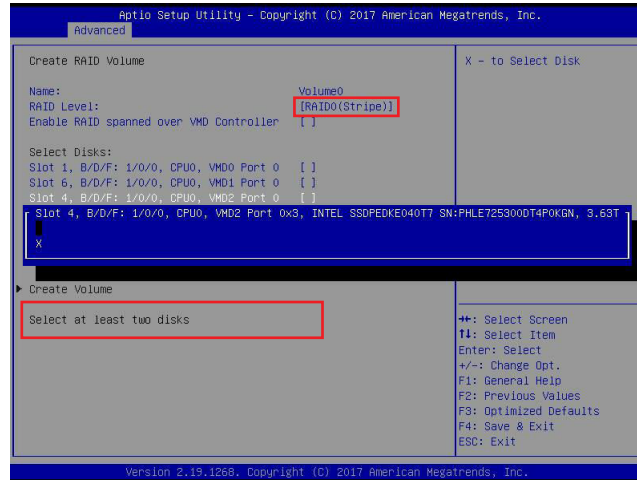 Aptio Setup Utility – Copyright (C) 2017 American Megatrends, Inc.
Advanced
Create RAID Volume
Name: Volume0
RAID Level: [RAID0(Stripe)]
Enable RAID spanned over VMD Controller [ ]
Select Disks:
Slot 1, B/D/F: 1/0/0, CPU0, VMD0 Port 0 [ ]
Slot 6, B/D/F: 1/0/0, CPU0, VMD1 Port 0 [ ]
Slot 4, B/D/F: 1/0/0, CPU0, VMD2 Port 0 [ ]
Slot 4, B/D/F: 1/0/0, CPU0, VMD2 Port 0x3, INTEL SSDPEDKE040T7 SN:PHLE725300DT4P0KGN, 3.63T
X
Create Volume
Select at least two disks
X – to Select Disk
→←: Select Screen
↑↓: Select Item
Enter: Select
+/-: Change Opt.
F1: General Help
F2: Previous Values
F3: Optimized Defaults
F4: Save & Exit
ESC: Exit
Version 2.19.1268. Copyright (C) 2017 American Megatrends, Inc.